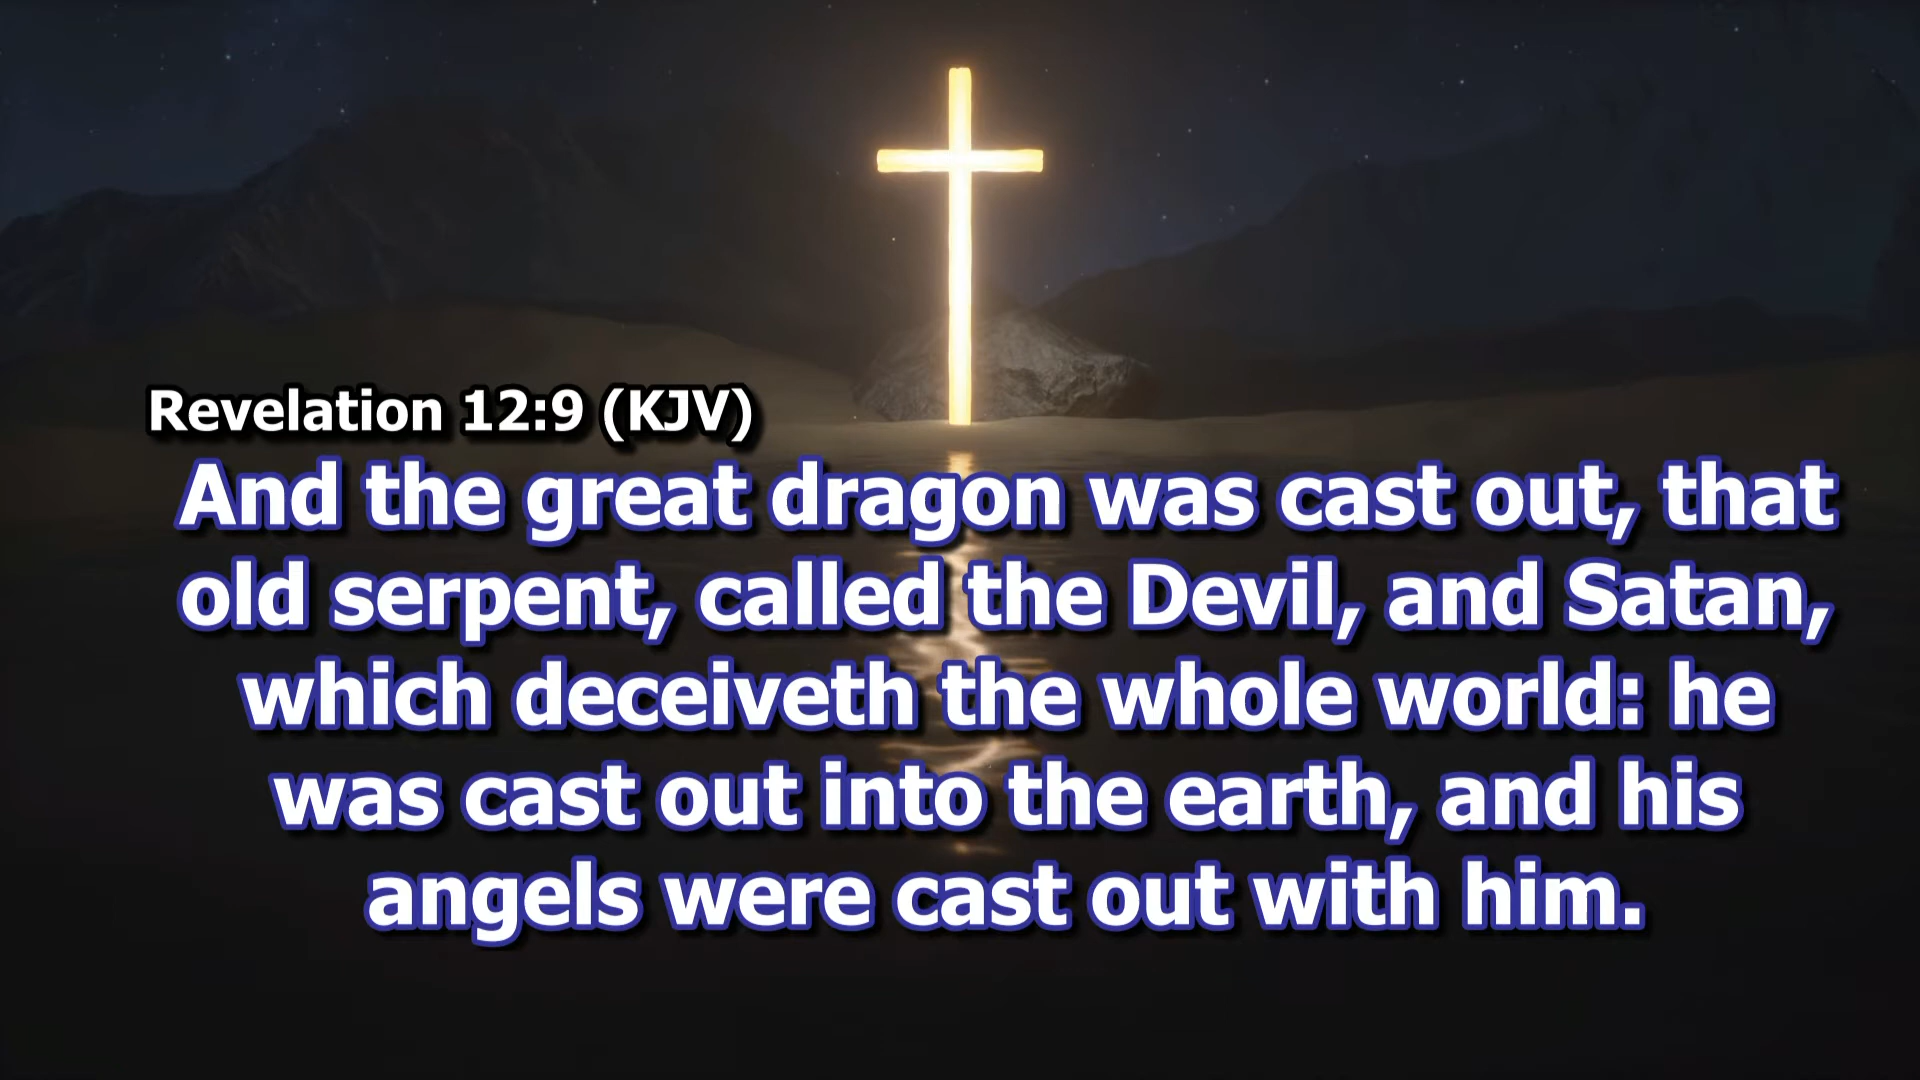 Revelation 12:9 (KJV)
And the great dragon was cast out, that
old serpent, called the Devil, and Satan,
which deceiveth the whole world: he
was cast out into the earth, and his
angels were cast out with him.